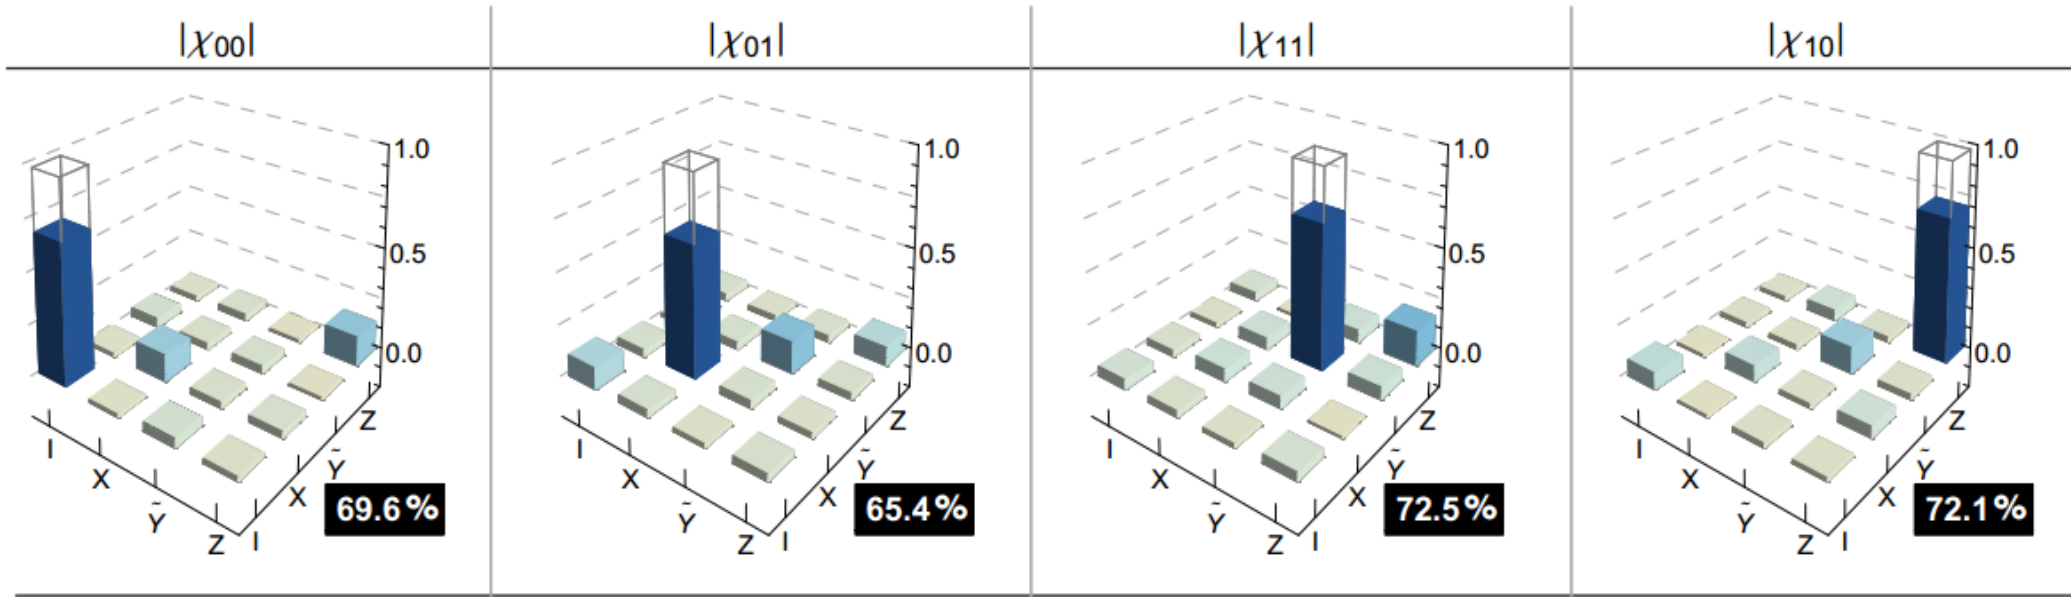 |χ00| |χ01| |χ11| |χ10|
1.0 1.0 1.0 1.0
0.5 0.5 0.5 0.5
0.0 0.0 0.0 0.0
I X Ỹ Z I X Ỹ Z 69.6%
I X Ỹ Z I X Ỹ Z 65.4%
I X Ỹ Z I X Ỹ Z 72.5%
I X Ỹ Z I X Ỹ Z 72.1%